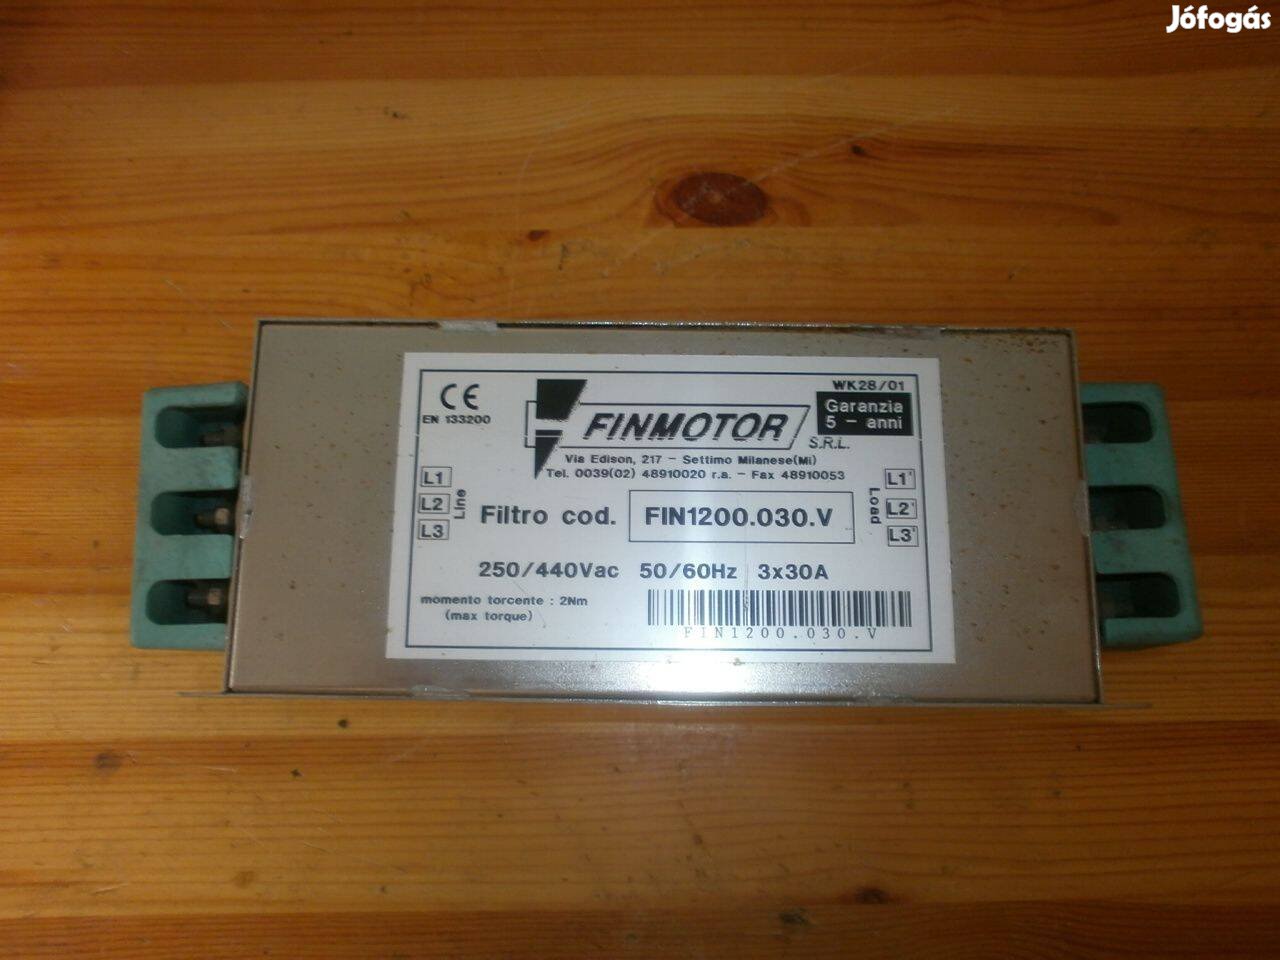 Jófogás
CE
EN 133200
FINMOTOR
S.R.L.
WK28/01
Garanzia
5 - anni
Via Edison, 217 - Settimo Milanese(Mi)
Tel. 0039(02) 48910020 r.a. - Fax 48910053
L1
L2
L3
Line
Filtro cod. FIN1200.030.V
Load
L1'
L2'
L3'
250/440Vac 50/60Hz 3x30A
momento torcente : 2Nm
(max torque)
FIN1200.030.V